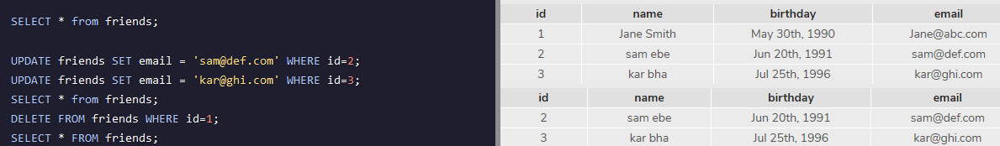 SELECT * from friends;
UPDATE friends SET email = 'sam@def.com' WHERE id=2;
UPDATE friends SET email = 'kar@ghi.com' WHERE id=3;
SELECT * from friends;
DELETE FROM friends WHERE id=1;
SELECT * FROM friends;
id name birthday email
1 Jane Smith May 30th, 1990 Jane@abc.com
2 sam ebe Jun 20th, 1991 sam@def.com
3 kar bha Jul 25th, 1996 kar@ghi.com
id name birthday email
2 sam ebe Jun 20th, 1991 sam@def.com
3 kar bha Jul 25th, 1996 kar@ghi.com